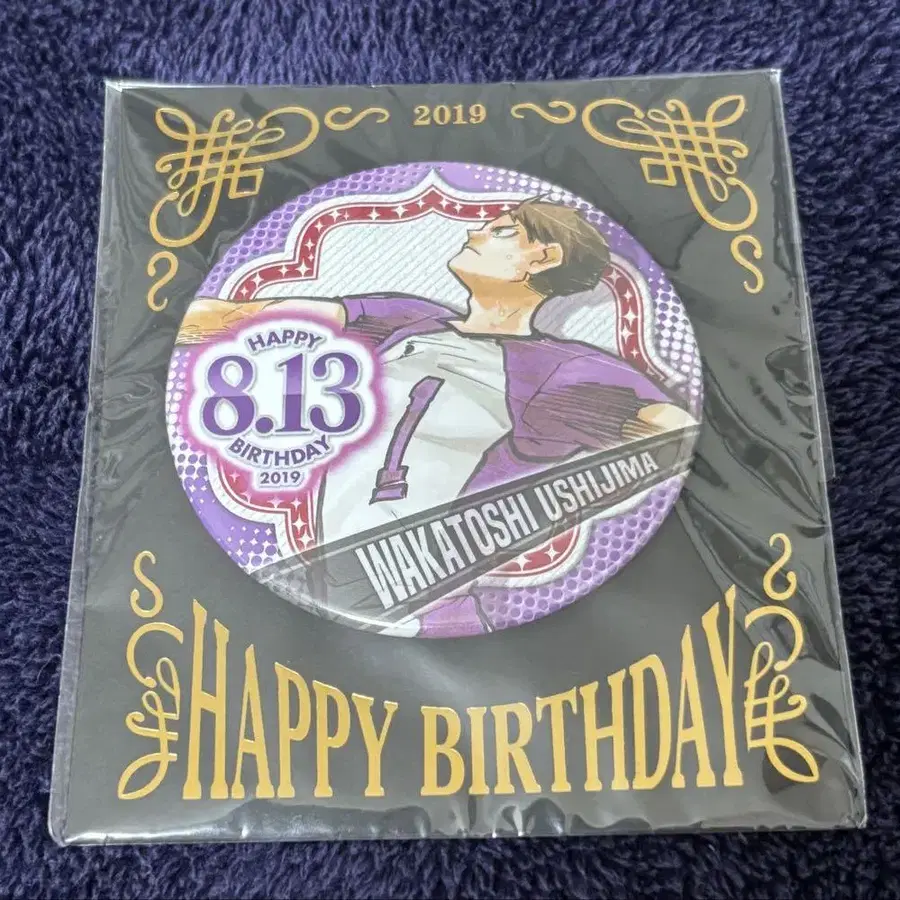 2019
HAPPY
8.13
BIRTHDAY
2019
WAKATOSHI USHIJIMA
HAPPY BIRTHDAY